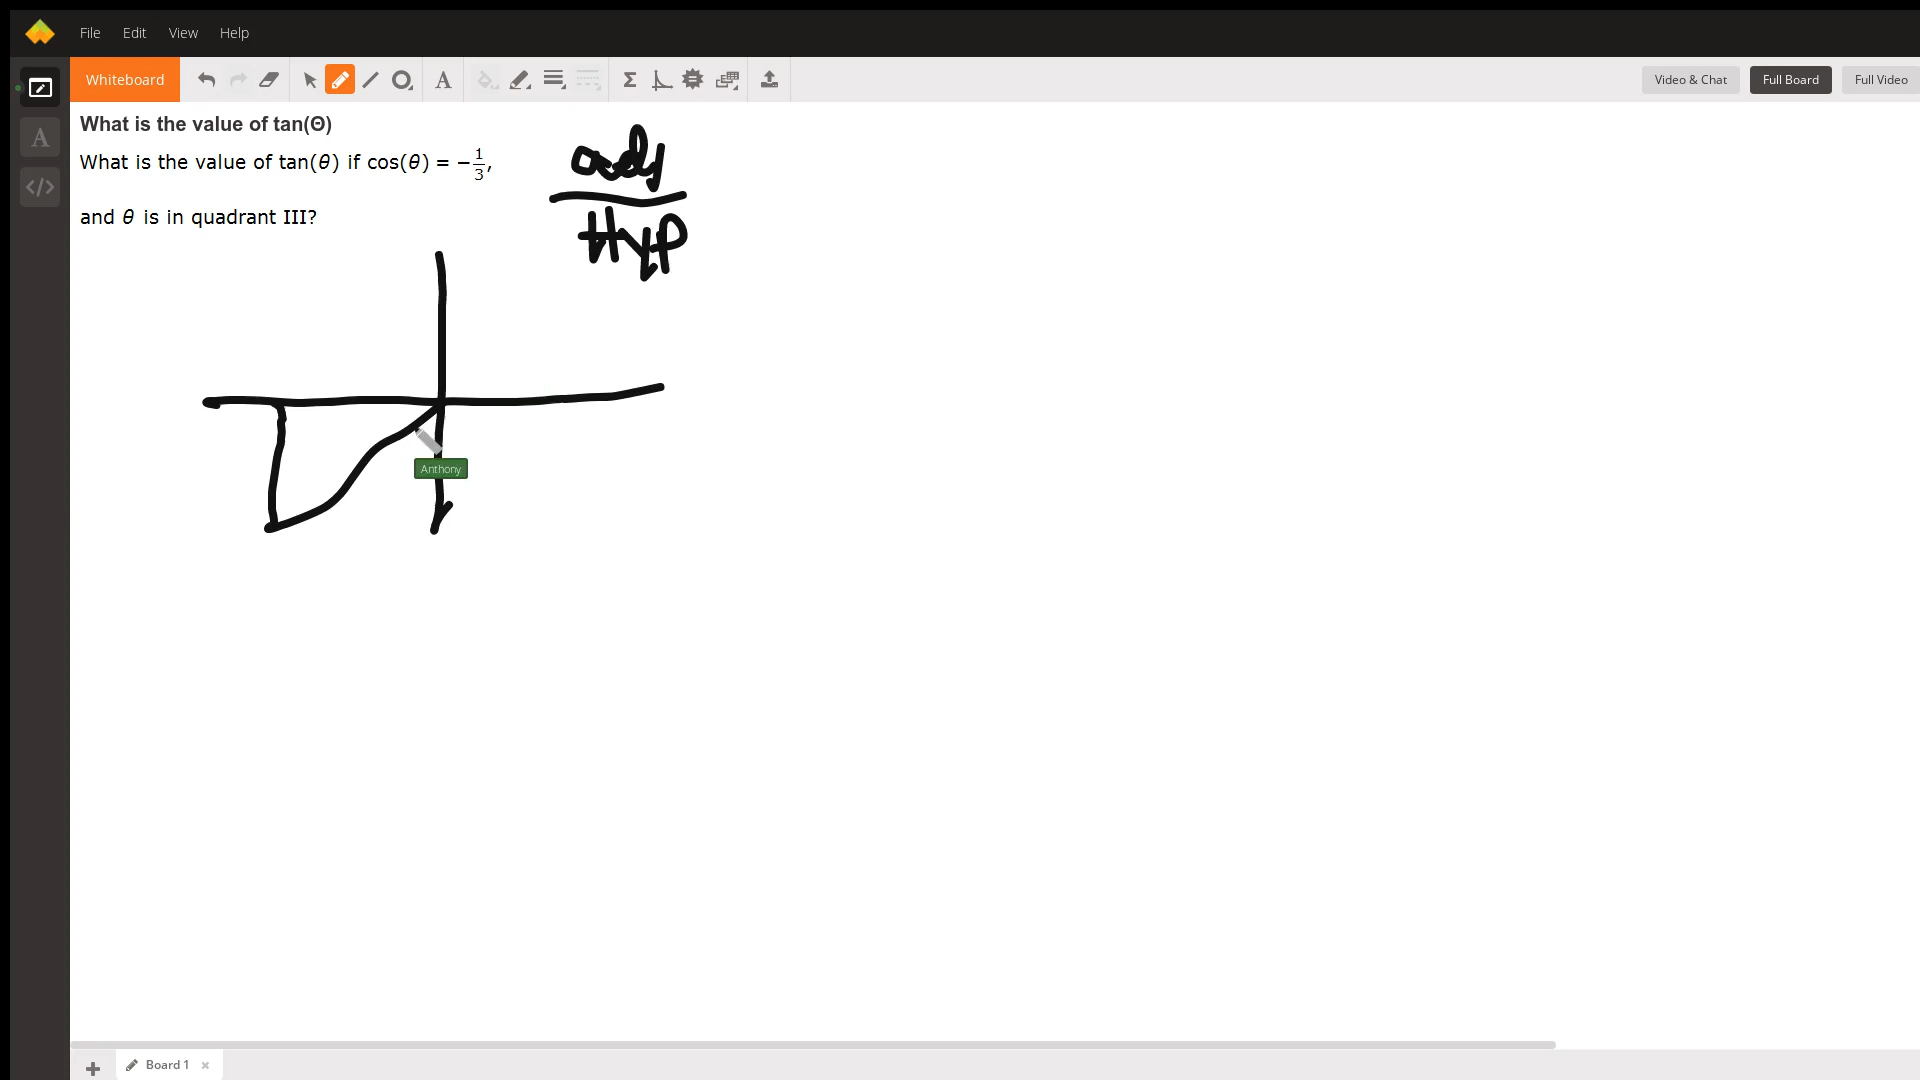 File Edit View Help
Whiteboard
Video & Chat Full Board Full Video
What is the value of tan(Θ)
What is the value of tan(θ) if cos(θ) = −1/3,
and θ is in quadrant III?
ady
Hyp
Anthony
Board 1